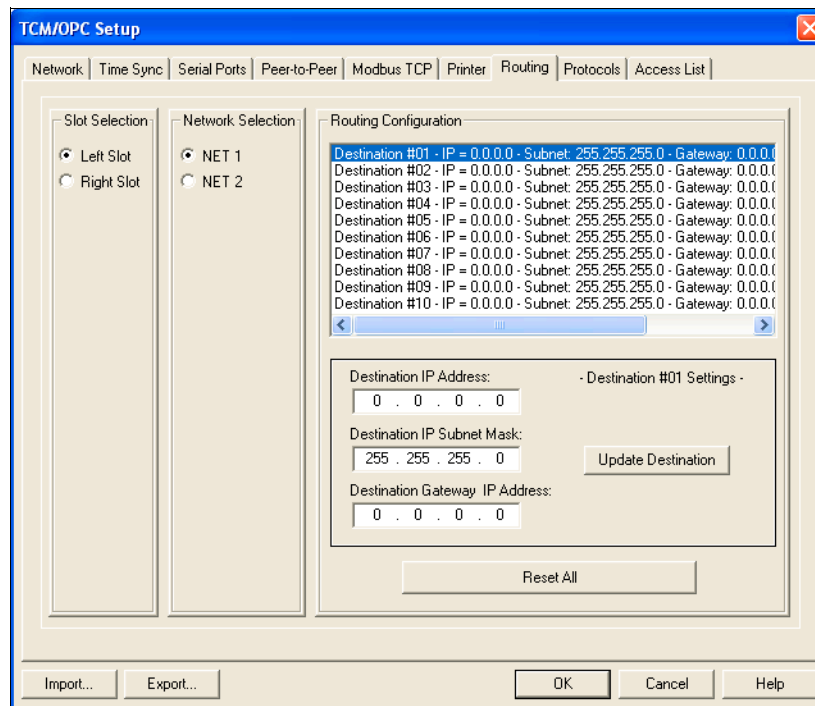 TCM/OPC Setup
Network Time Sync Serial Ports Peer-to-Peer Modbus TCP Printer Routing Protocols Access List
Slot Selection
Left Slot
Right Slot
Network Selection
NET 1
NET 2
Routing Configuration
Destination #01 - IP = 0.0.0.0 - Subnet: 255.255.255.0 - Gateway: 0.0.0.0
Destination #02 - IP = 0.0.0.0 - Subnet: 255.255.255.0 - Gateway: 0.0.0.0
Destination #03 - IP = 0.0.0.0 - Subnet: 255.255.255.0 - Gateway: 0.0.0.0
Destination #04 - IP = 0.0.0.0 - Subnet: 255.255.255.0 - Gateway: 0.0.0.0
Destination #05 - IP = 0.0.0.0 - Subnet: 255.255.255.0 - Gateway: 0.0.0.0
Destination #06 - IP = 0.0.0.0 - Subnet: 255.255.255.0 - Gateway: 0.0.0.0
Destination #07 - IP = 0.0.0.0 - Subnet: 255.255.255.0 - Gateway: 0.0.0.0
Destination #08 - IP = 0.0.0.0 - Subnet: 255.255.255.0 - Gateway: 0.0.0.0
Destination #09 - IP = 0.0.0.0 - Subnet: 255.255.255.0 - Gateway: 0.0.0.0
Destination #10 - IP = 0.0.0.0 - Subnet: 255.255.255.0 - Gateway: 0.0.0.0
Destination IP Address: - Destination #01 Settings -
0 . 0 . 0 . 0
Destination IP Subnet Mask:
255 . 255 . 255 . 0 Update Destination
Destination Gateway IP Address:
0 . 0 . 0 . 0
Reset All
Import... Export... OK Cancel Help